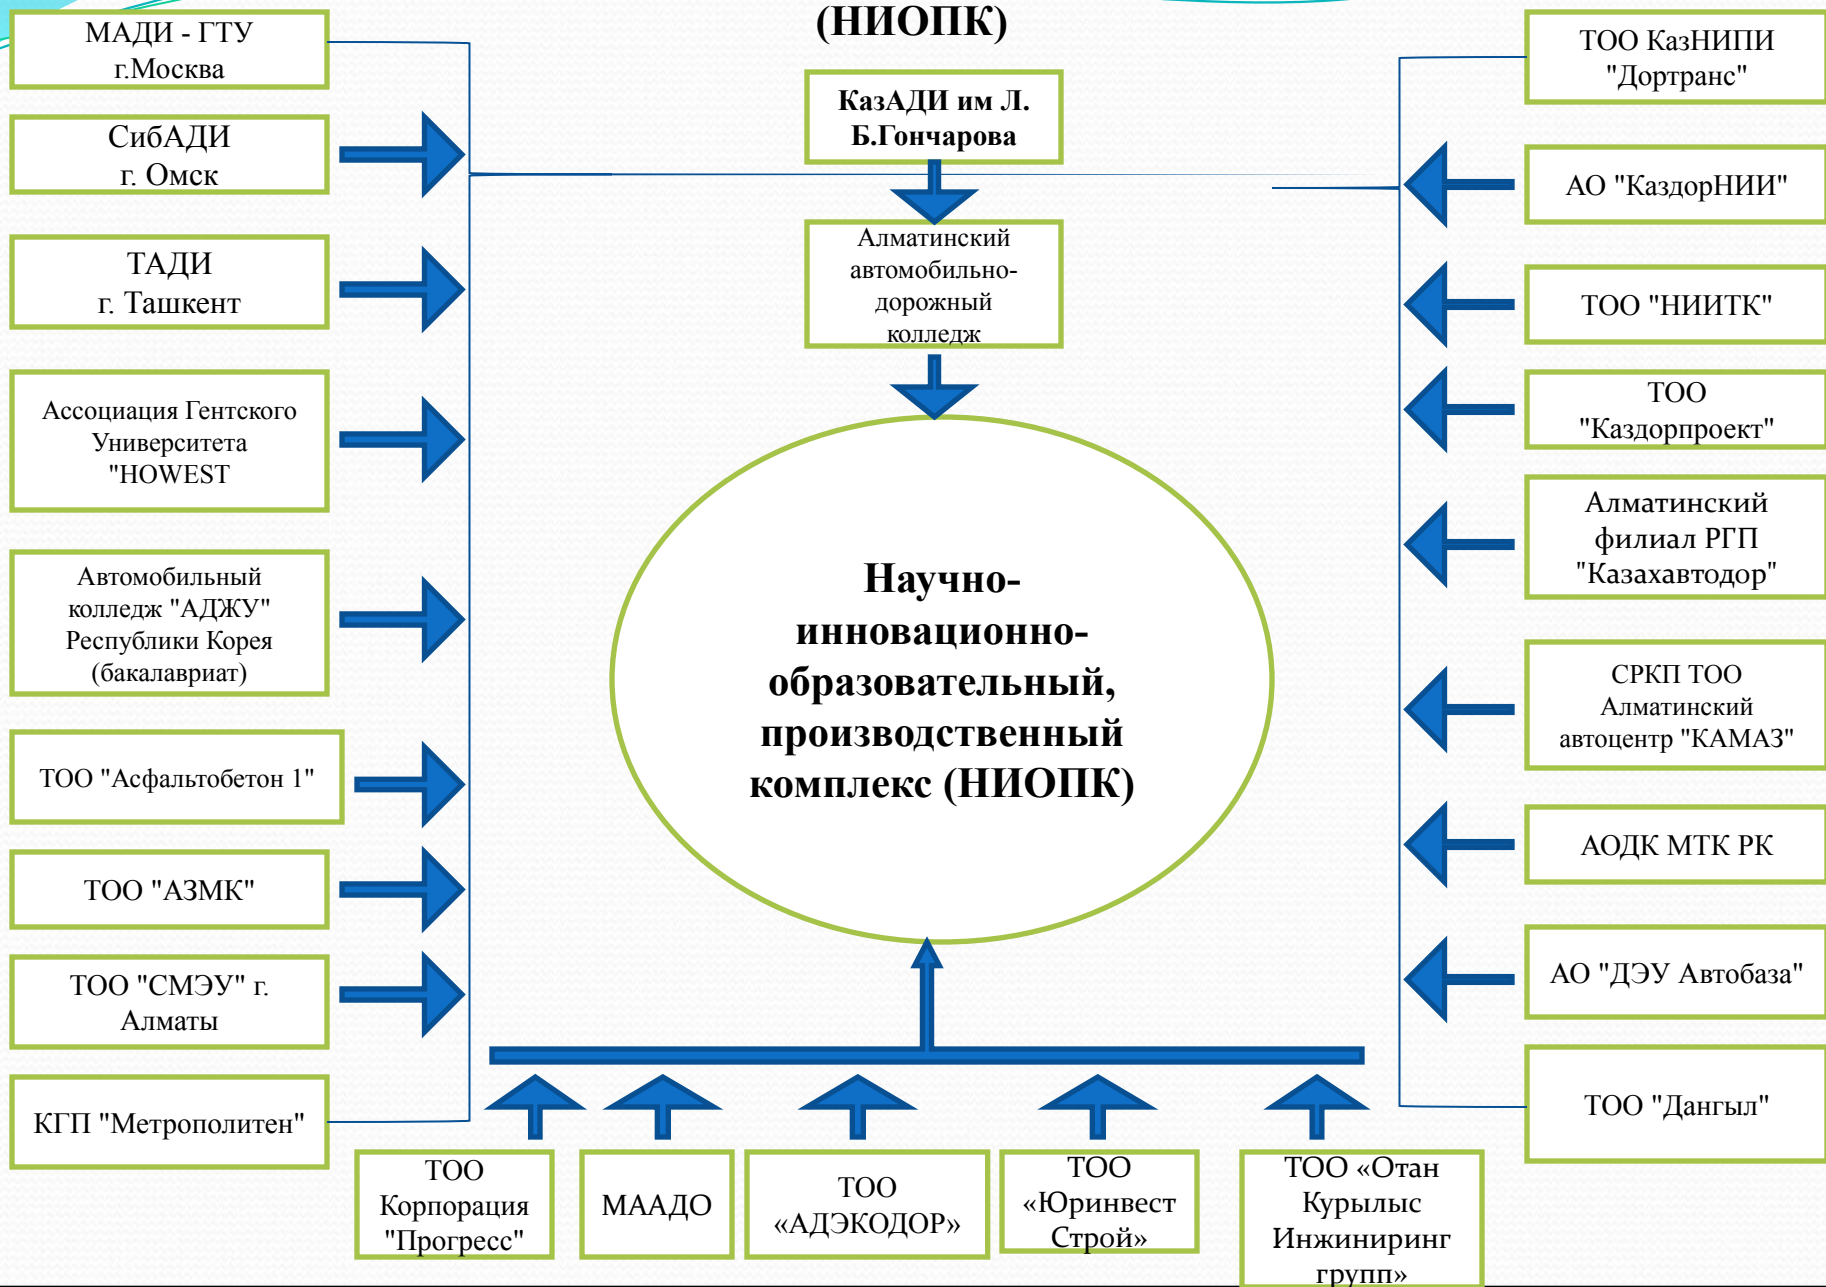 (НИОПК)
МАДИ - ГТУ
г.Москва
СибАДИ
г. Омск
ТАДИ
г. Ташкент
Ассоциация Гентского
Университета
"HOWEST
Автомобильный
колледж "АДЖУ"
Республики Корея
(бакалавриат)
ТОО "Асфальтобетон 1"
ТОО "АЗМК"
ТОО "СМЭУ" г.
Алматы
КГП "Метрополитен"
КазАДИ им Л.
Б.Гончарова
Алматинский
автомобильно-
дорожный
колледж
Научно-
инновационно-
образовательный,
производственный
комплекс (НИОПК)
ТОО КазНИПИ
"Дортранс"
АО "КаздорНИИ"
ТОО "НИИТК"
ТОО
"Каздорпроект"
Алматинский
филиал РГП
"Казахавтодор"
СРКП ТОО
Алматинский
автоцентр "КАМАЗ"
АОДК МТК РК
АО "ДЭУ Автобаза"
ТОО "Дангыл"
ТОО
Корпорация
"Прогресс"
МААДО
ТОО
«АДЭКОДОР»
ТОО
«Юринвест
Строй»
ТОО «Отан
Курылыс
Инжиниринг
групп»